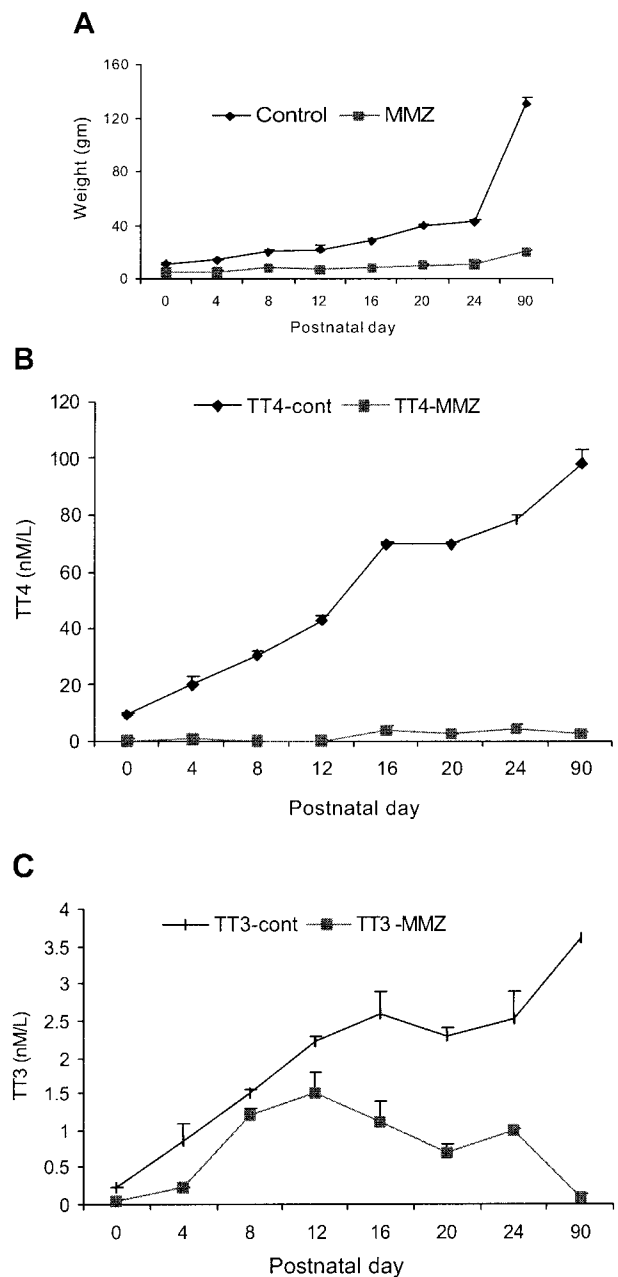 A
160
120
80
40
0
Weight (gm)
Control MMZ
0 4 8 12 16 20 24 90
Postnatal day
B
120
100
80
60
40
20
0
TT4 (nM/L)
TT4-cont TT4-MMZ
0 4 8 12 16 20 24 90
Postnatal day
C
4
3.5
3
2.5
2
1.5
1
0.5
0
TT3 (nM/L)
TT3-cont TT3-MMZ
0 4 8 12 16 20 24 90
Postnatal day